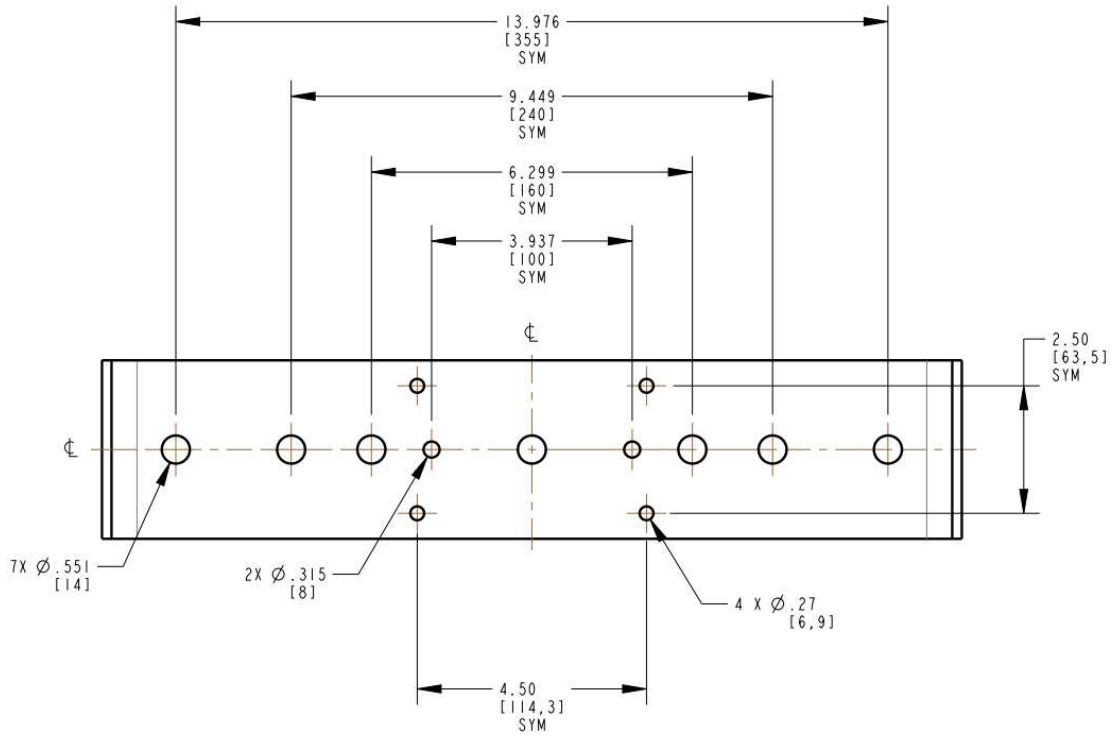 13.976
[355]
SYM
9.449
[240]
SYM
6.299
[160]
SYM
3.937
[100]
SYM
℄
2.50
[63,5]
SYM
℄
7X Ø.551
[14]
2X Ø.315
[8]
4 X Ø.27
[6,9]
4.50
[114,3]
SYM